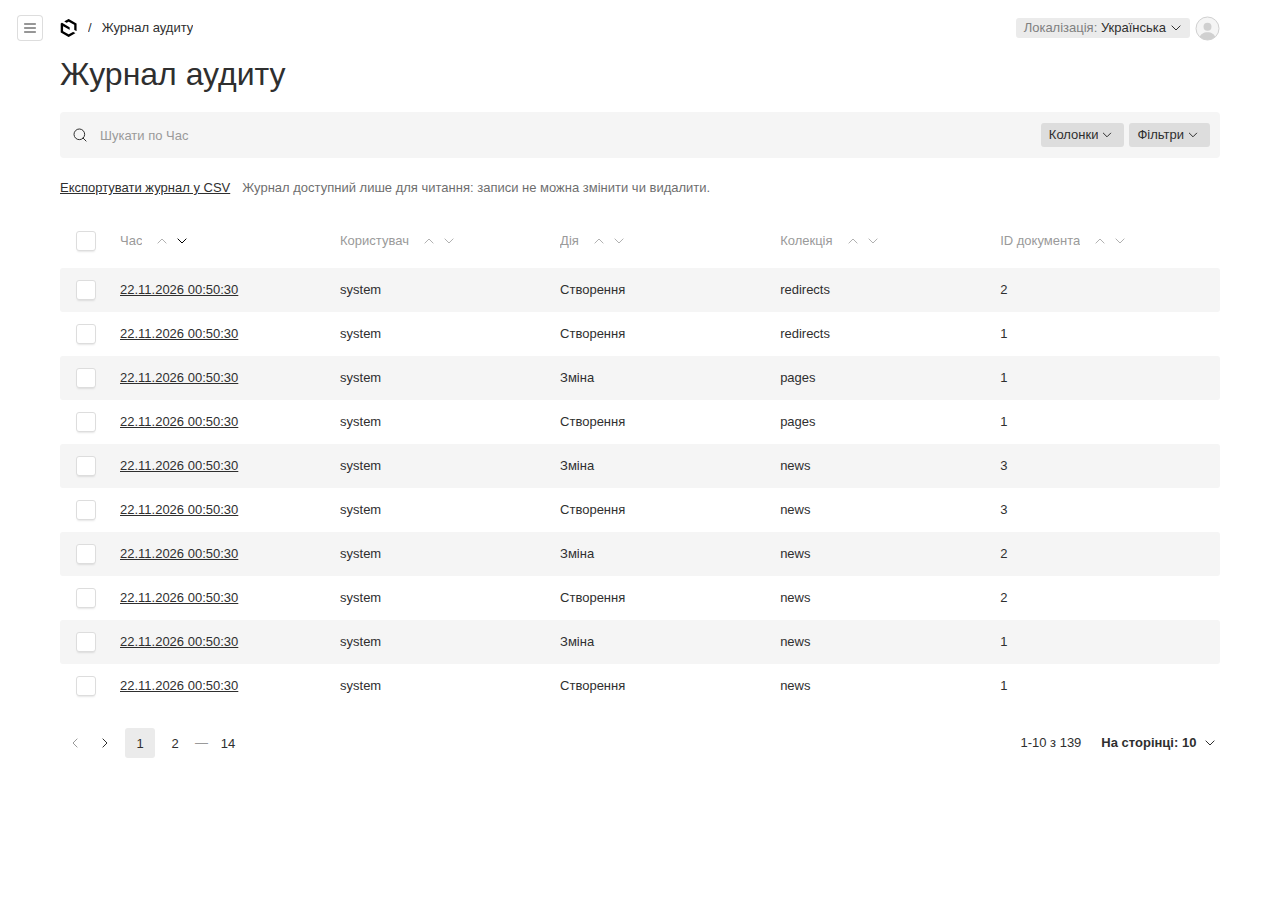 / Журнал аудиту
Локалізація: Українська
Журнал аудиту
Шукати по Час
Колонки
Фільтри
Експортувати журнал у CSV Журнал доступний лише для читання: записи не можна змінити чи видалити.
Час Користувач Дія Колекція ID документа
22.11.2026 00:50:30 system Створення redirects 2
22.11.2026 00:50:30 system Створення redirects 1
22.11.2026 00:50:30 system Зміна pages 1
22.11.2026 00:50:30 system Створення pages 1
22.11.2026 00:50:30 system Зміна news 3
22.11.2026 00:50:30 system Створення news 3
22.11.2026 00:50:30 system Зміна news 2
22.11.2026 00:50:30 system Створення news 2
22.11.2026 00:50:30 system Зміна news 1
22.11.2026 00:50:30 system Створення news 1
1 2 — 14
1-10 з 139 На сторінці: 10